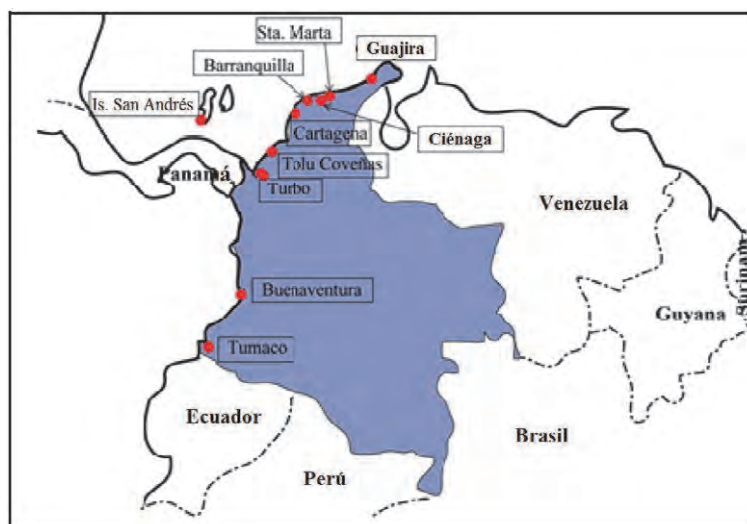 Sta. Marta
Guajira
Barranquilla
Is. San Andrés
Cartagena
Ciénaga
Tolu Coveñas
Panamá
Turbo
Venezuela
Surinam
Buenaventura
Guyana
Tumaco
Ecuador
Brasil
Perú